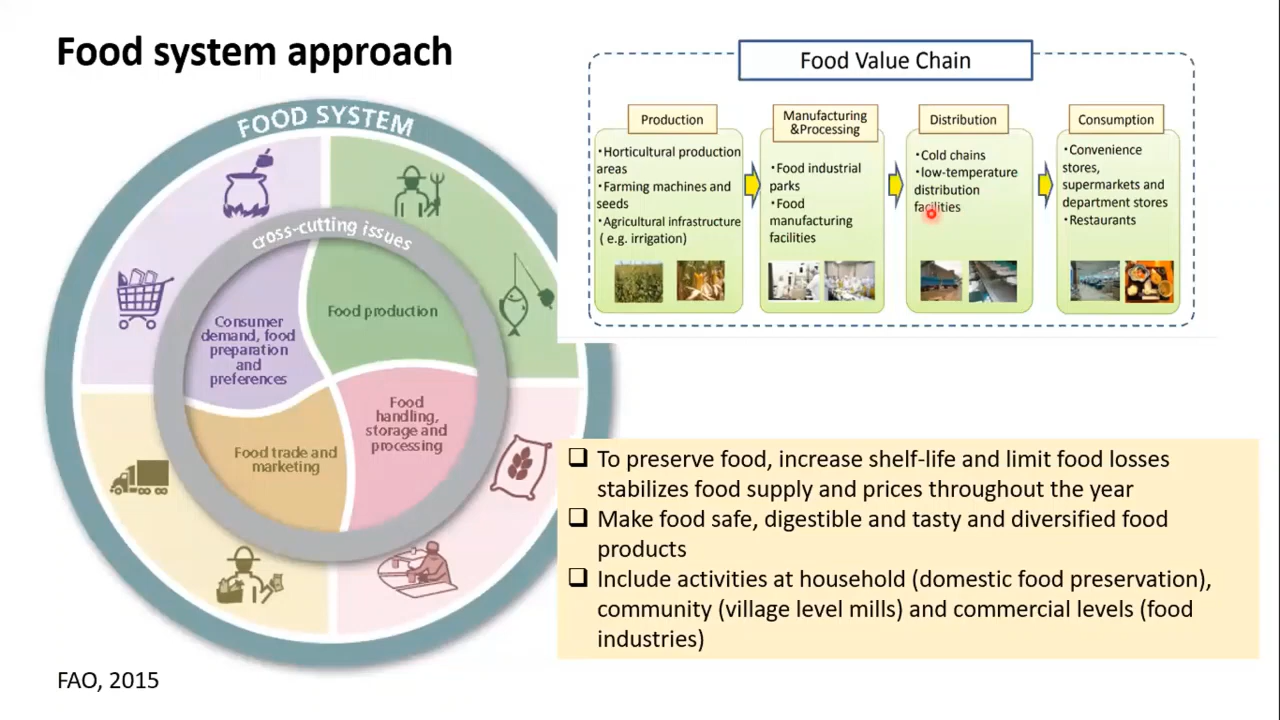 Food system approach
FOOD SYSTEM
cross-cutting issues
Consumer
demand, food
preparation
and
preferences
Food production
Food trade and
marketing
Food
handling,
storage and
processing
Food Value Chain
Production
•Horticultural production
areas
•Farming machines and
seeds
•Agricultural infrastructure
( e.g. irrigation)
Manufacturing
&Processing
•Food industrial
parks
•Food
manufacturing
facilities
Distribution
•Cold chains
•low-temperature
distribution
facilities
Consumption
•Convenience
stores,
supermarkets and
department stores
•Restaurants
❑ To preserve food, increase shelf-life and limit food losses
stabilizes food supply and prices throughout the year
❑ Make food safe, digestible and tasty and diversified food
products
❑ Include activities at household (domestic food preservation),
community (village level mills) and commercial levels (food
industries)
FAO, 2015